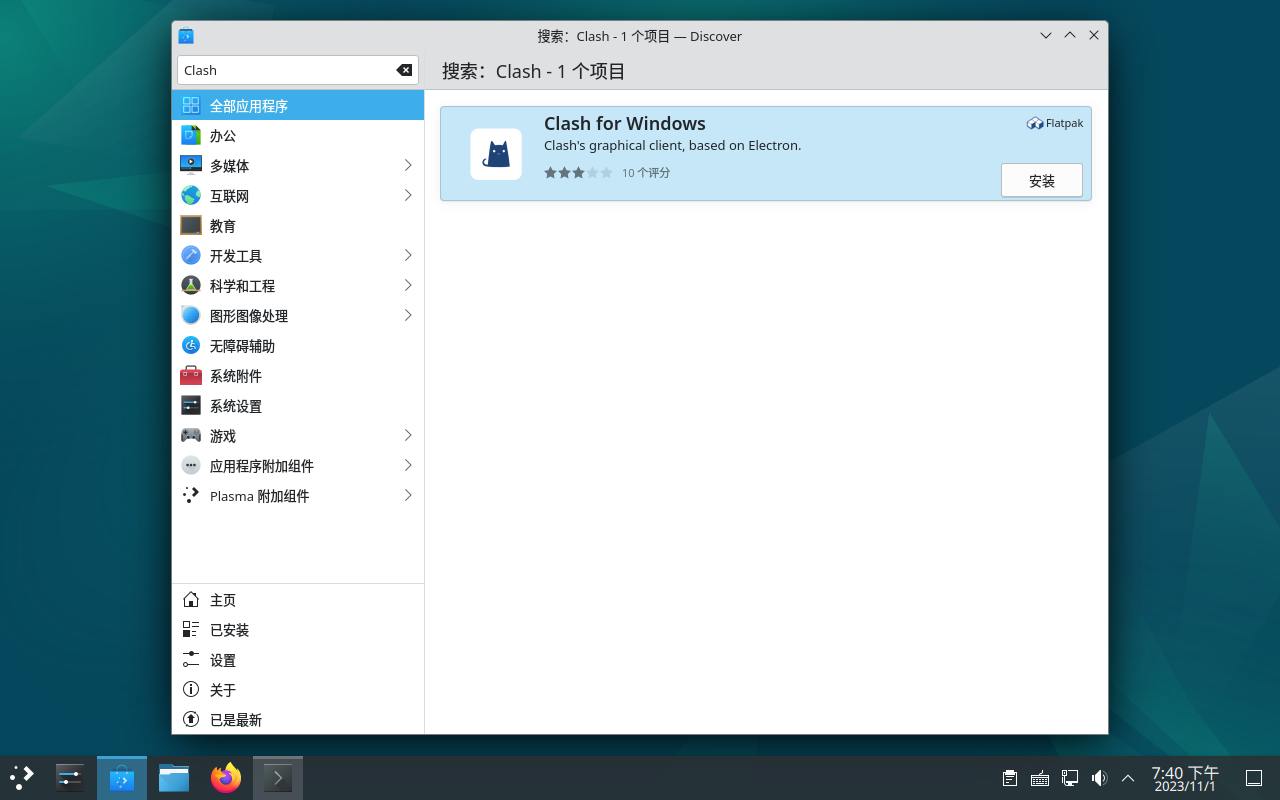 搜索：Clash - 1 个项目 — Discover
Clash
搜索：Clash - 1 个项目
全部应用程序
办公
多媒体
互联网
教育
开发工具
科学和工程
图形图像处理
无障碍辅助
系统附件
系统设置
游戏
应用程序附加组件
Plasma 附加组件
主页
已安装
设置
关于
已是最新
Clash for Windows
Flatpak
Clash's graphical client, based on Electron.
10 个评分
安装
7:40 下午
2023/11/1